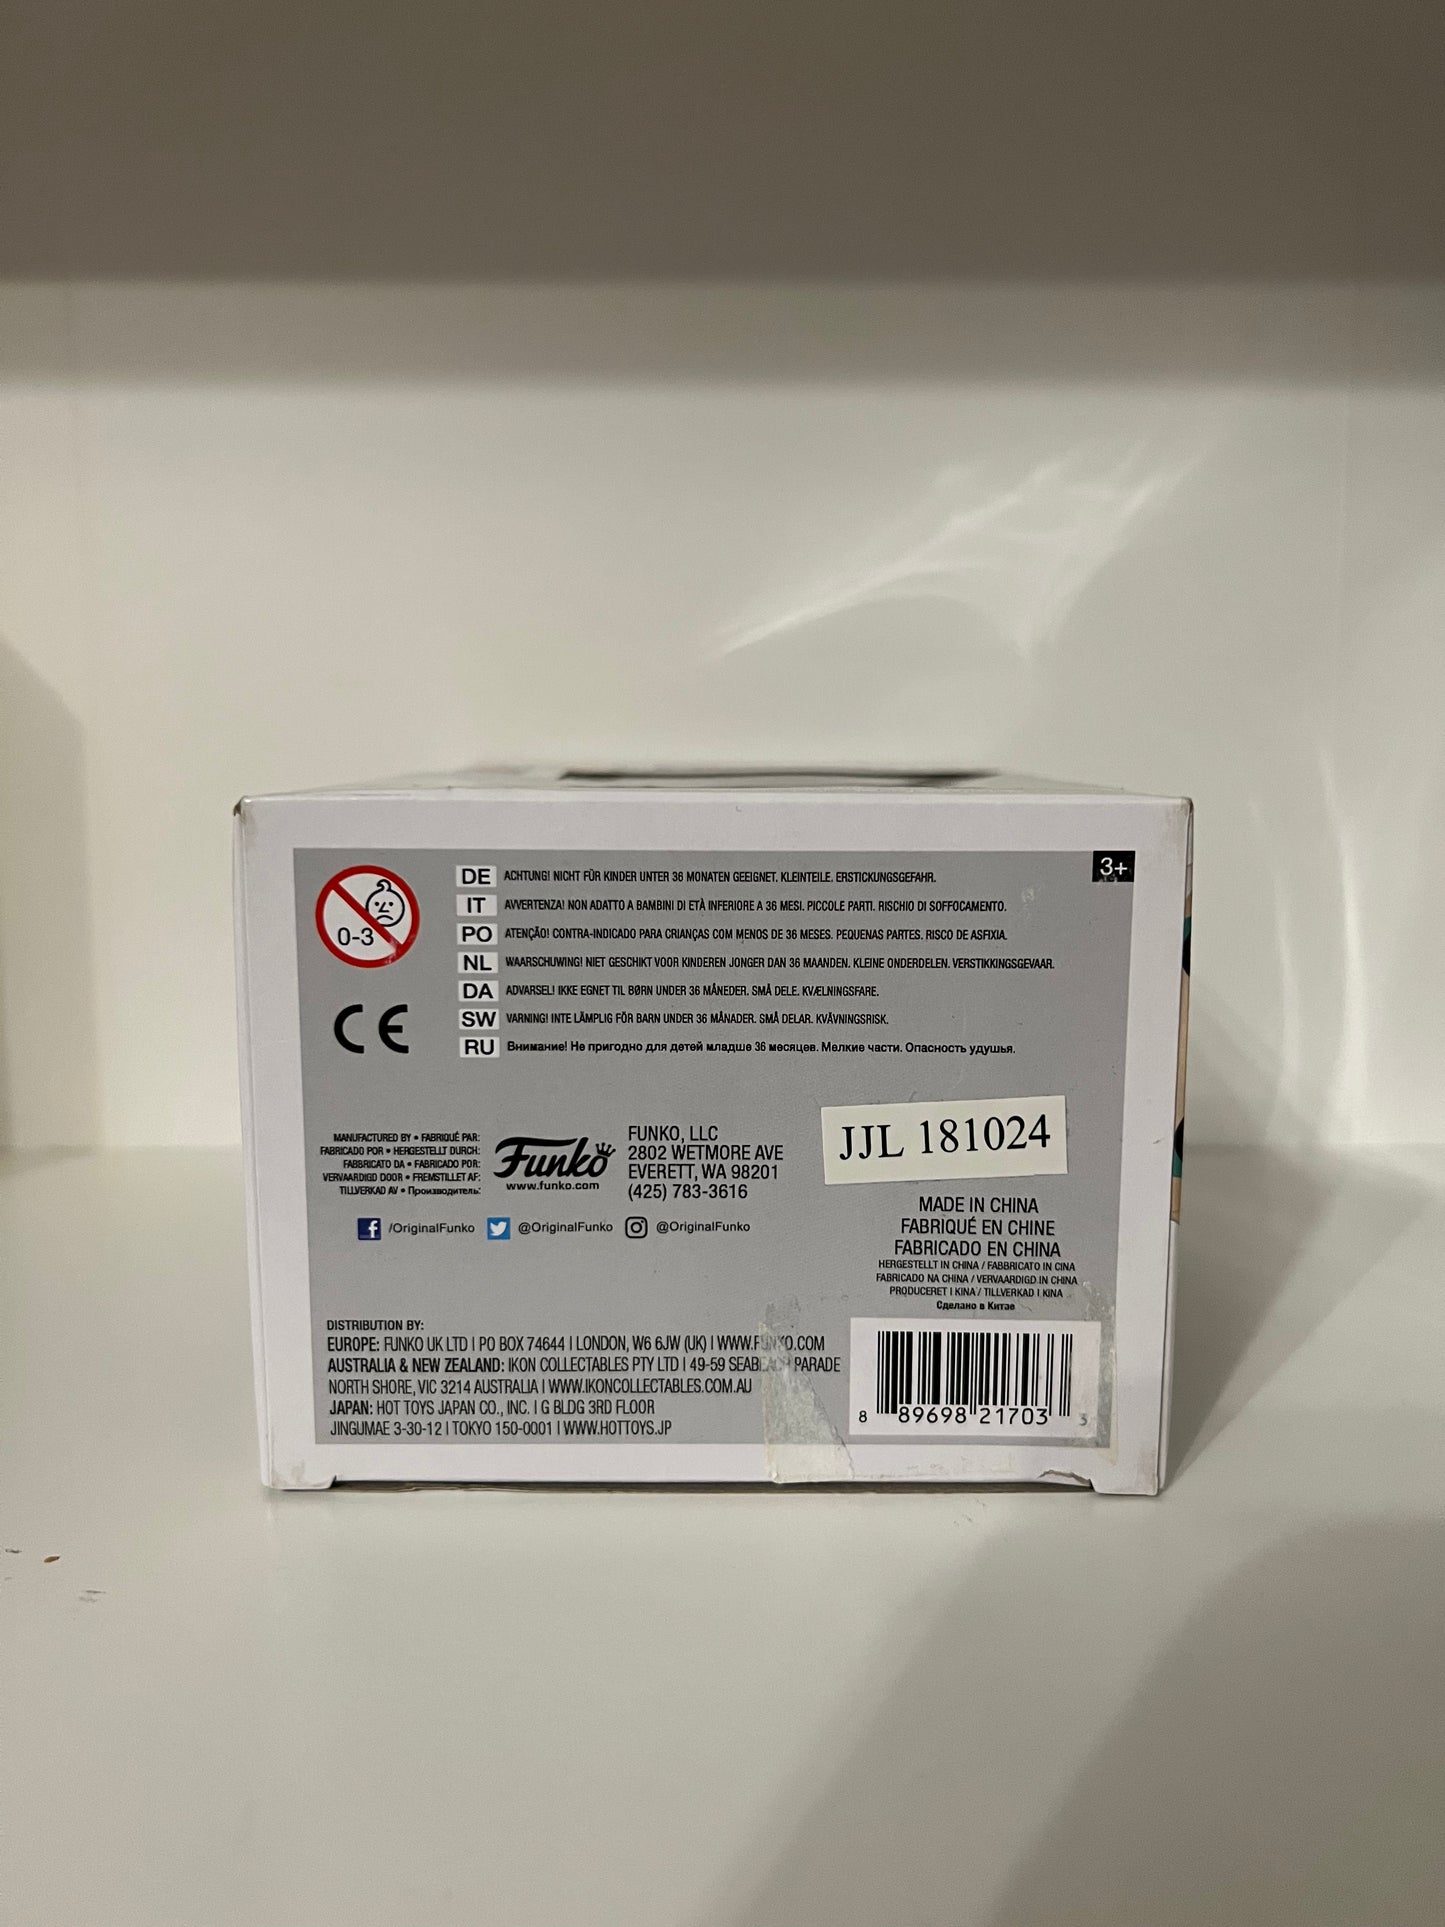 3+
0-3
DE ACHTUNG! NICHT FÜR KINDER UNTER 36 MONATEN GEEIGNET. KLEINTEILE. ERSTICKUNGSGEFAHR.
IT AVVERTENZA! NON ADATTO A BAMBINI DI ETÀ INFERIORE A 36 MESI. PICCOLE PARTI. RISCHIO DI SOFFOCAMENTO.
PO ATENÇÃO! CONTRA-INDICADO PARA CRIANÇAS COM MENOS DE 36 MESES. PEQUENAS PARTES. RISCO DE ASFIXIA.
NL WAARSCHUWING! NIET GESCHIKT VOOR KINDEREN JONGER DAN 36 MAANDEN. KLEINE ONDERDELEN. VERSTIKKINGSGEVAAR.
DA ADVARSEL! IKKE EGNET TIL BØRN UNDER 36 MÅNEDER. SMÅ DELE. KVÆLNINGSFARE.
SW VARNING! INTE LÄMPLIG FÖR BARN UNDER 36 MÅNADER. SMÅ DELAR. KVÄVNINGSRISK.
RU Внимание! Не пригодно для детей младше 36 месяцев. Мелкие части. Опасность удушья.
CE
MANUFACTURED BY • FABRIQUÉ PAR:
FABRICADO POR • HERGESTELLT DURCH:
FABBRICATO DA • FABRICADO POR:
VERVAARDIGD DOOR • FREMSTILLET AF:
TILLVERKAD AV • Производитель:
Funko
www.funko.com
FUNKO, LLC
2802 WETMORE AVE
EVERETT, WA 98201
(425) 783-3616
JJL 181024
/OriginalFunko @OriginalFunko @OriginalFunko
MADE IN CHINA
FABRIQUÉ EN CHINE
FABRICADO EN CHINA
HERGESTELLT IN CHINA / FABBRICATO IN CINA
FABRICADO NA CHINA / VERVAARDIGD IN CHINA
PRODUCERET I KINA / TILLVERKAD I KINA
Сделано в Китае
DISTRIBUTION BY:
EUROPE: FUNKO UK LTD | PO BOX 74644 | LONDON, W6 6JW (UK) | WWW.FUNKO.COM
AUSTRALIA & NEW ZEALAND: IKON COLLECTABLES PTY LTD | 49-59 SEABEACH PARADE
NORTH SHORE, VIC 3214 AUSTRALIA | WWW.IKONCOLLECTABLES.COM.AU
JAPAN: HOT TOYS JAPAN CO., INC. | G BLDG 3RD FLOOR
JINGUMAE 3-30-12 | TOKYO 150-0001 | WWW.HOTTOYS.JP
8 89698 21703 3